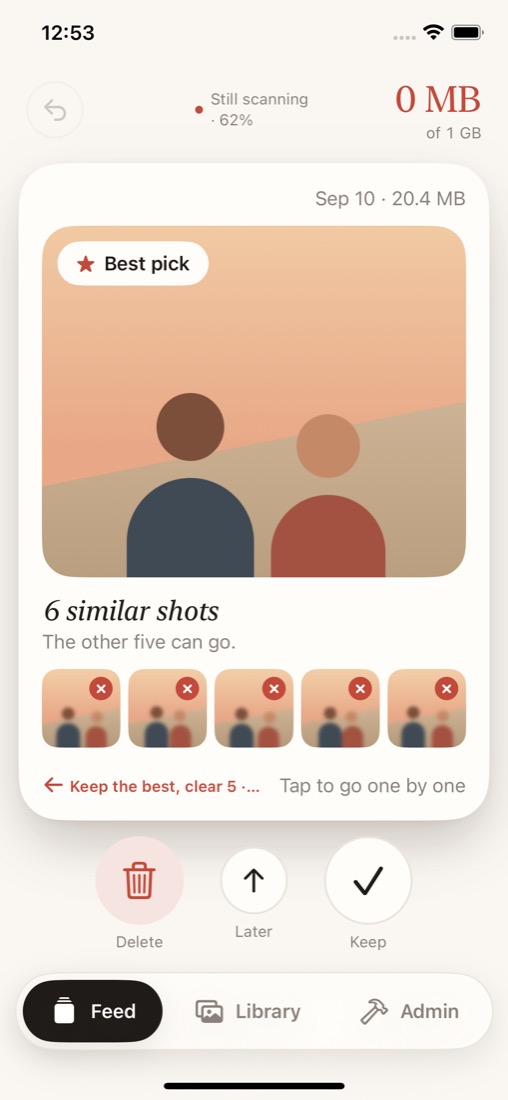 12:53
Still scanning
· 62%
0 MB
of 1 GB
Sep 10 · 20.4 MB
Best pick
6 similar shots
The other five can go.
Keep the best, clear 5 ·...
Tap to go one by one
Delete
Later
Keep
Feed
Library
Admin